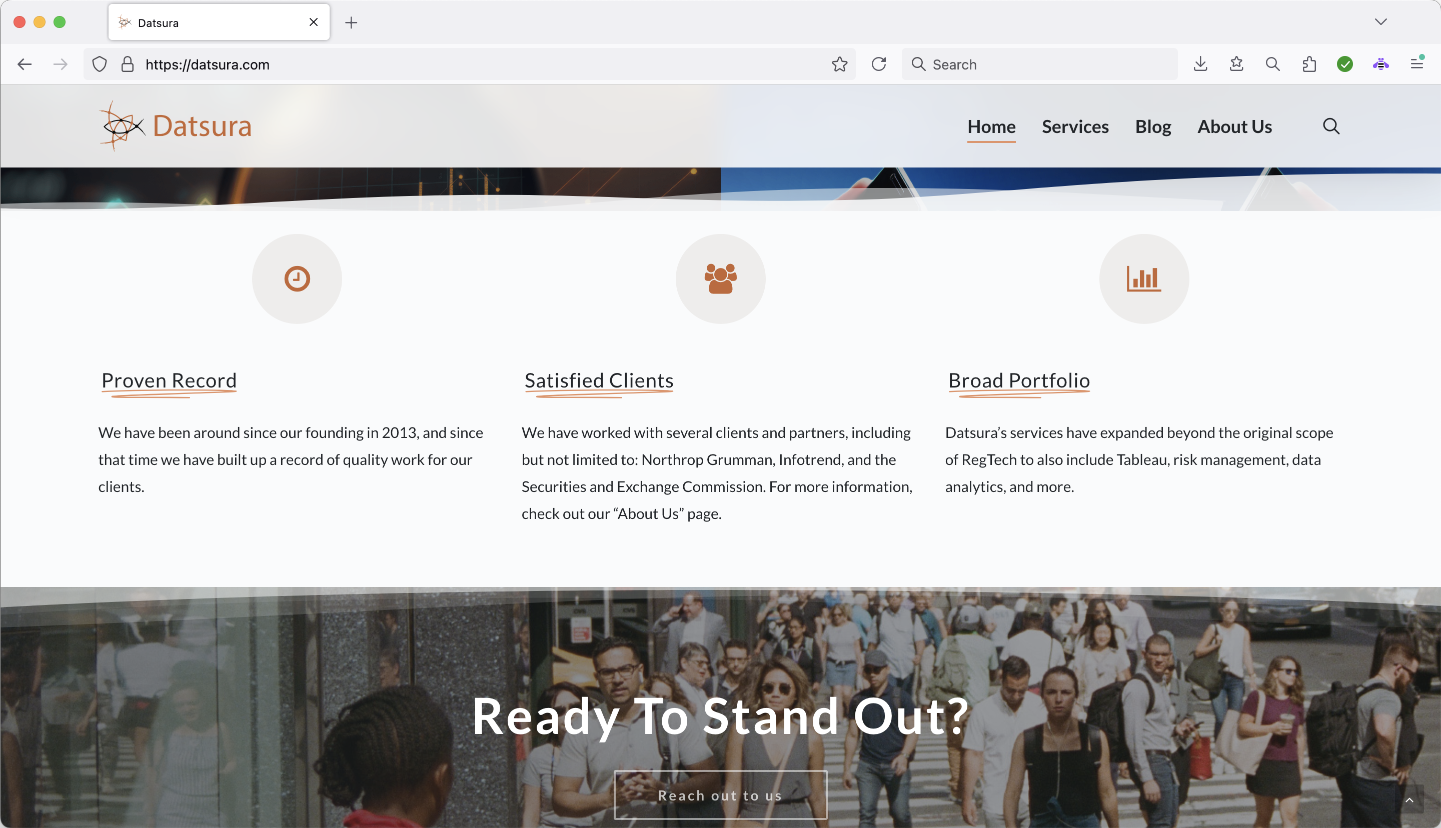 Datsura
https://datsura.com
Search
Datsura
Home Services Blog About Us
Proven Record
We have been around since our founding in 2013, and since
that time we have built up a record of quality work for our
clients.
Satisfied Clients
We have worked with several clients and partners, including
but not limited to: Northrop Grumman, Infotrend, and the
Securities and Exchange Commission. For more information,
check out our “About Us” page.
Broad Portfolio
Datsura’s services have expanded beyond the original scope
of RegTech to also include Tableau, risk management, data
analytics, and more.
Ready To Stand Out?
Reach out to us